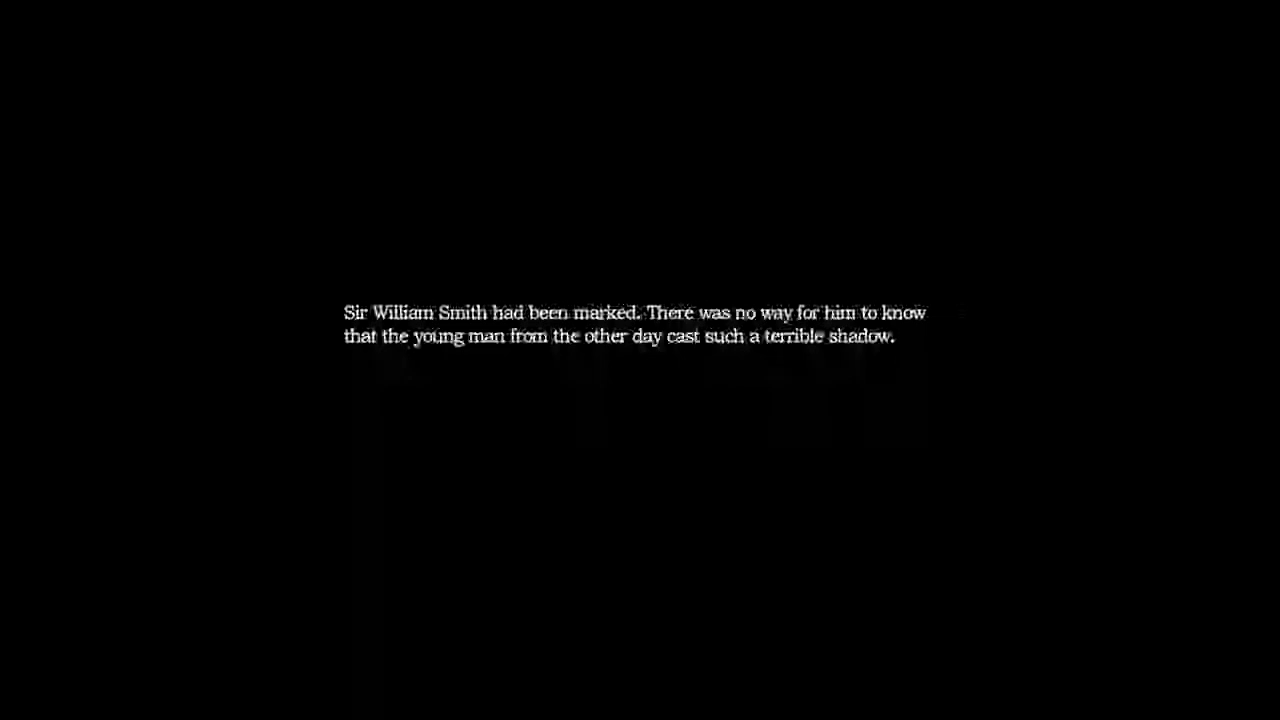 Sir William Smith had been marked. There was no way for him to know
that the young man from the other day cast such a terrible shadow.